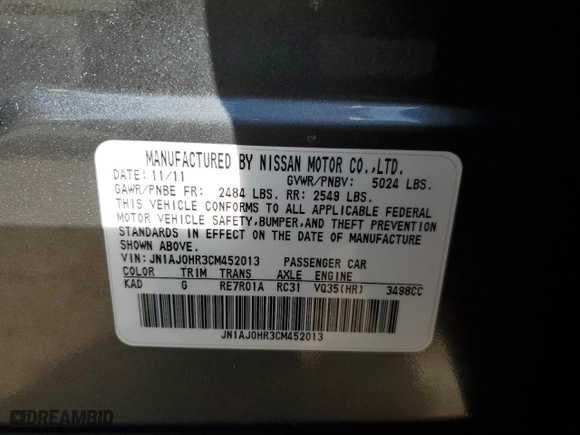 MANUFACTURED BY NISSAN MOTOR CO.,LTD.
DATE: 11/11 GVWR/PNBV: 5024 LBS.
GAWR/PNBE FR: 2484 LBS. RR: 2549 LBS.
THIS VEHICLE CONFORMS TO ALL APPLICABLE FEDERAL
MOTOR VEHICLE SAFETY,BUMPER,AND THEFT PREVENTION
STANDARDS IN EFFECT ON THE DATE OF MANUFACTURE
SHOWN ABOVE.
VIN: JN1AJ0HR3CM452013 PASSENGER CAR
COLOR TRIM TRANS AXLE ENGINE
KAD G RE7R01A RC31 VQ35(HR) 3498CC
JN1AJ0HR3CM452013
DREAMBID